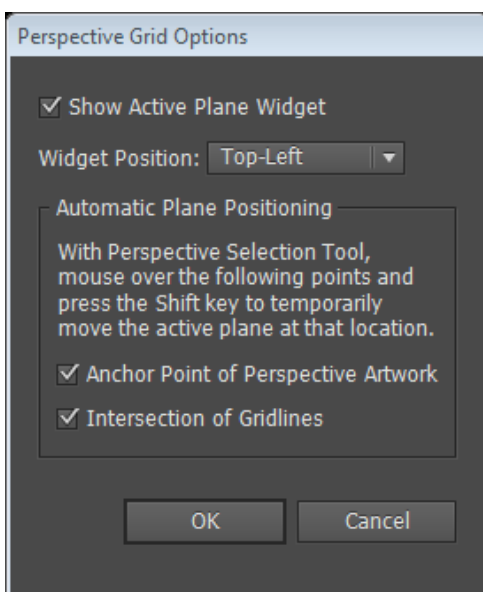 Perspective Grid Options
Show Active Plane Widget
Widget Position: Top-Left
Automatic Plane Positioning
With Perspective Selection Tool,
mouse over the following points and
press the Shift key to temporarily
move the active plane at that location.
Anchor Point of Perspective Artwork
Intersection of Gridlines
OK Cancel